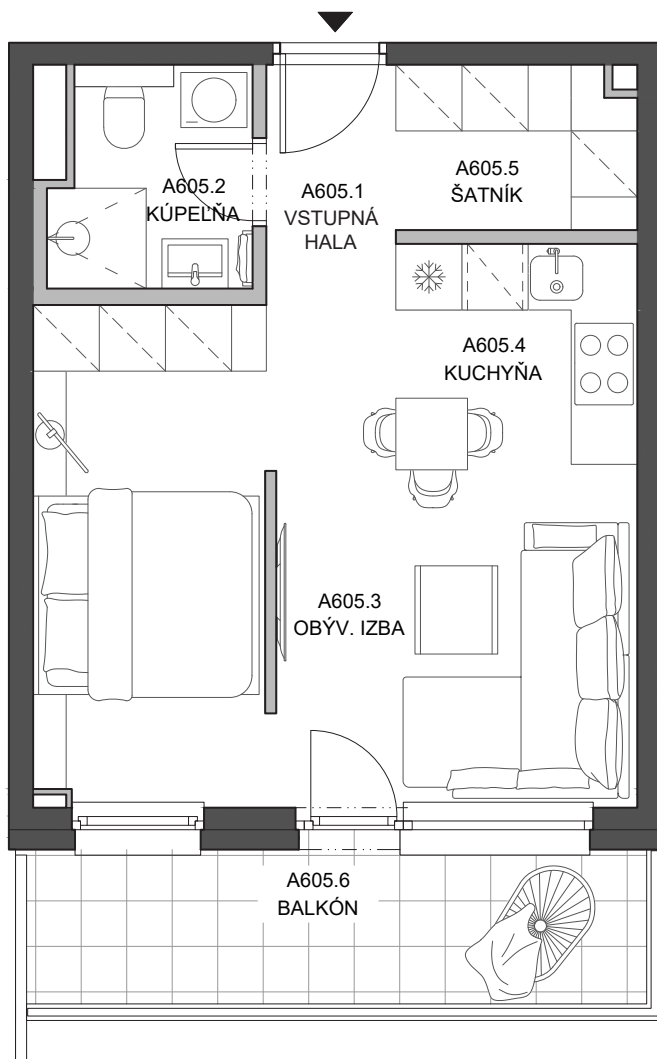 A605.2
KÚPEĽŇA
A605.1
VSTUPNÁ
HALA
A605.5
ŠATNÍK
A605.4
KUCHYŇA
A605.3
OBÝV. IZBA
A605.6
BALKÓN